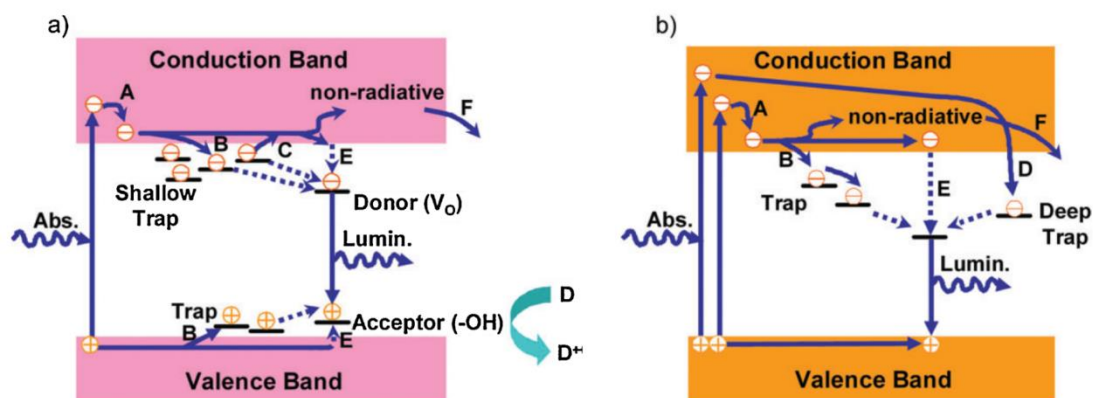 a)
Conduction Band
A
non-radiative
F
B
C
E
Shallow
Trap
Donor (VO)
Abs.
Lumin.
Trap
B
Acceptor (-OH)
E
D
D+
Valence Band
b)
Conduction Band
A
non-radiative
F
B
D
E
Trap
Deep
Trap
Abs.
Lumin.
Valence Band